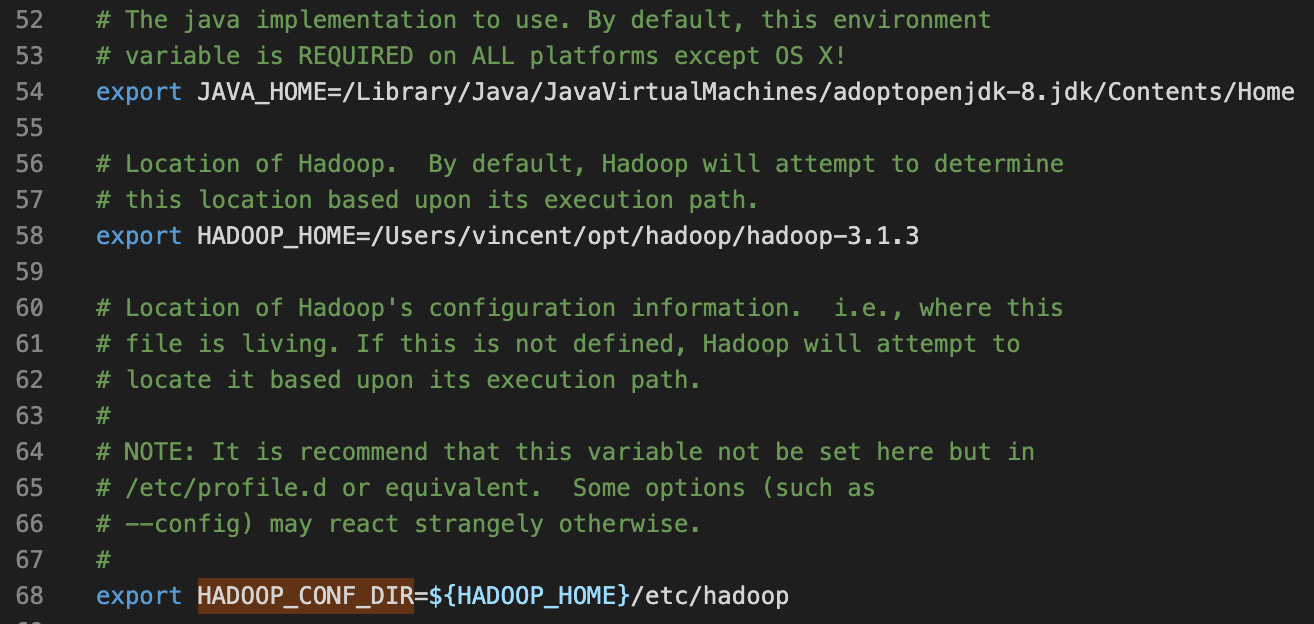 52 # The java implementation to use. By default, this environment
53 # variable is REQUIRED on ALL platforms except OS X!
54 export JAVA_HOME=/Library/Java/JavaVirtualMachines/adoptopenjdk-8.jdk/Contents/Home
55
56 # Location of Hadoop.  By default, Hadoop will attempt to determine
57 # this location based upon its execution path.
58 export HADOOP_HOME=/Users/vincent/opt/hadoop/hadoop-3.1.3
59
60 # Location of Hadoop's configuration information.  i.e., where this
61 # file is living. If this is not defined, Hadoop will attempt to
62 # locate it based upon its execution path.
63 #
64 # NOTE: It is recommend that this variable not be set here but in
65 # /etc/profile.d or equivalent.  Some options (such as
66 # --config) may react strangely otherwise.
67 #
68 export HADOOP_CONF_DIR=${HADOOP_HOME}/etc/hadoop